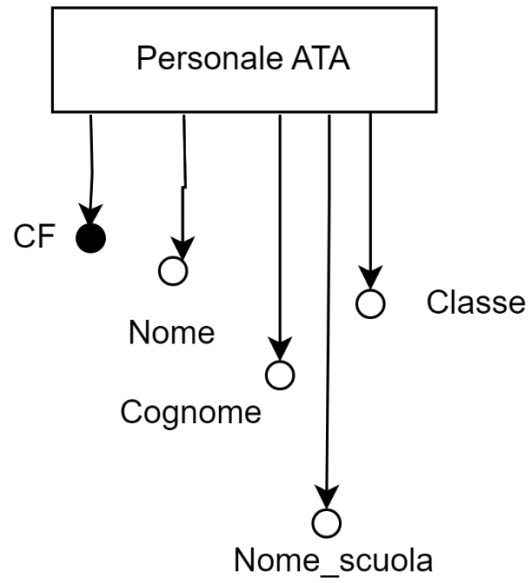 Personale ATA
CF
Nome
Classe
Cognome
Nome_scuola